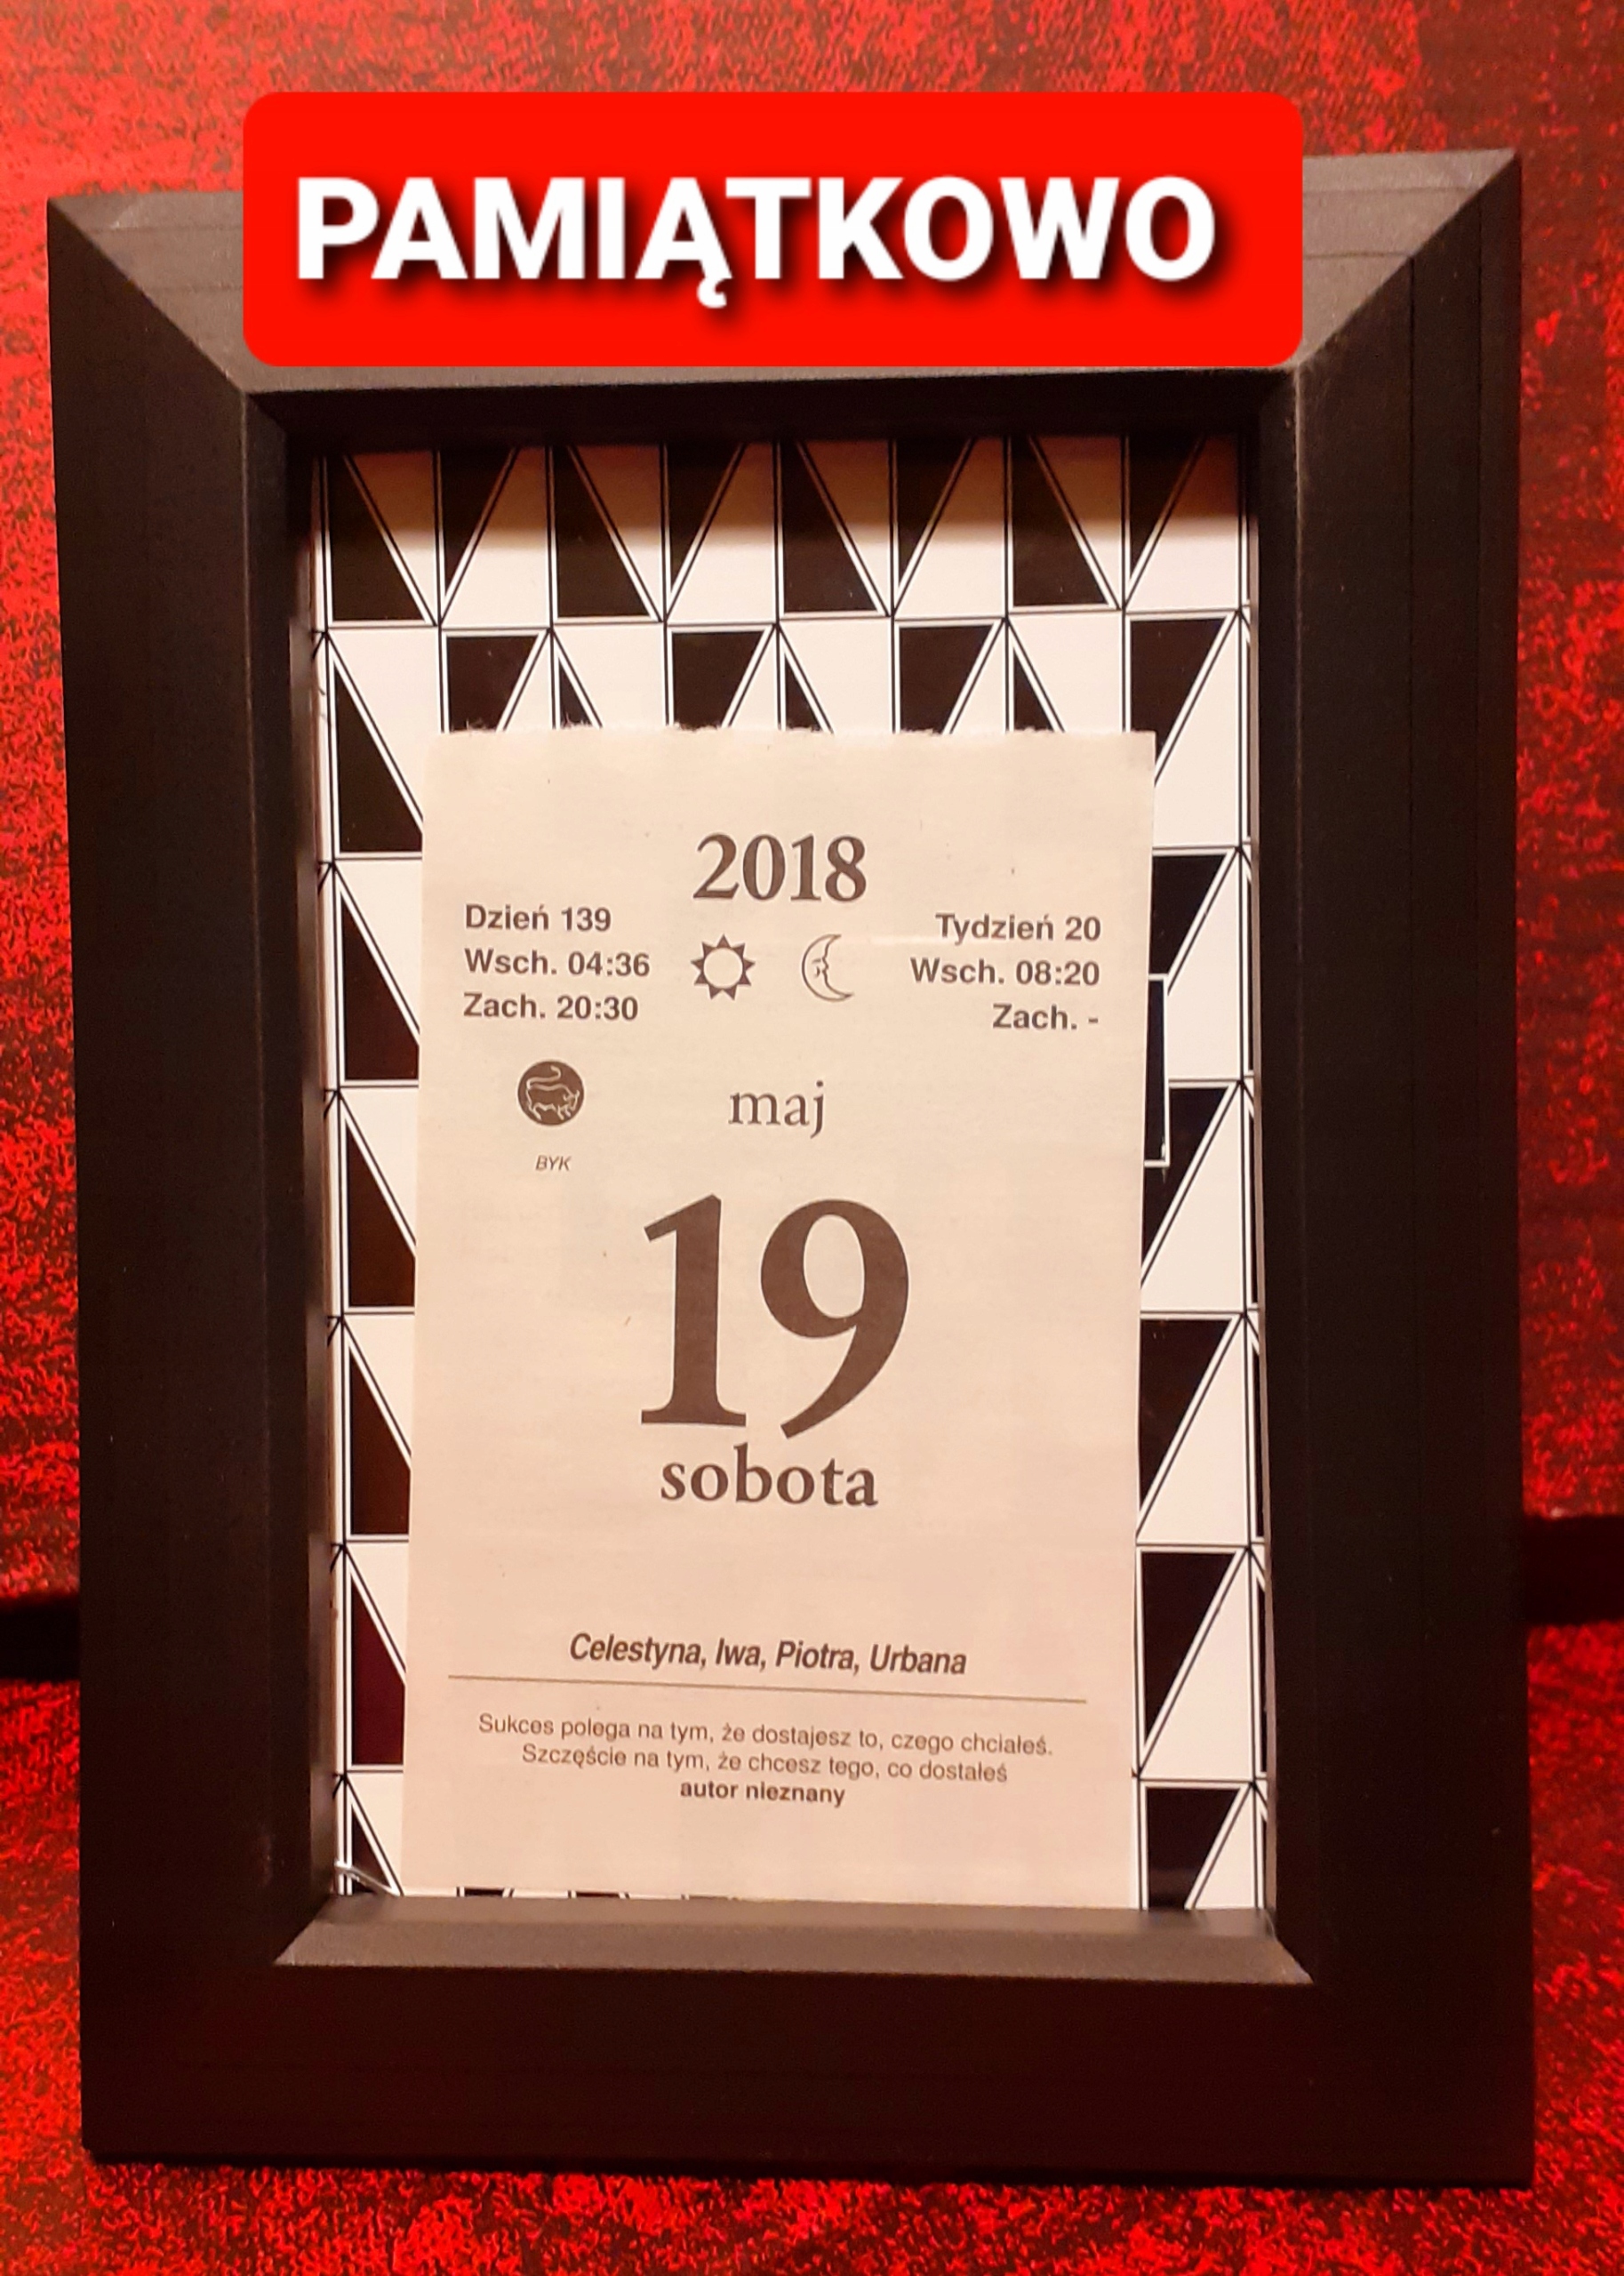 PAMIĄTKOWO
2018
Dzień 139
Wsch. 04:36
Zach. 20:30
Tydzień 20
Wsch. 08:20
Zach. -
BYK
maj
19
sobota
Celestyna, Iwa, Piotra, Urbana
Sukces polega na tym, że dostajesz to, czego chciałeś.
Szczęście na tym, że chcesz tego, co dostałeś
autor nieznany